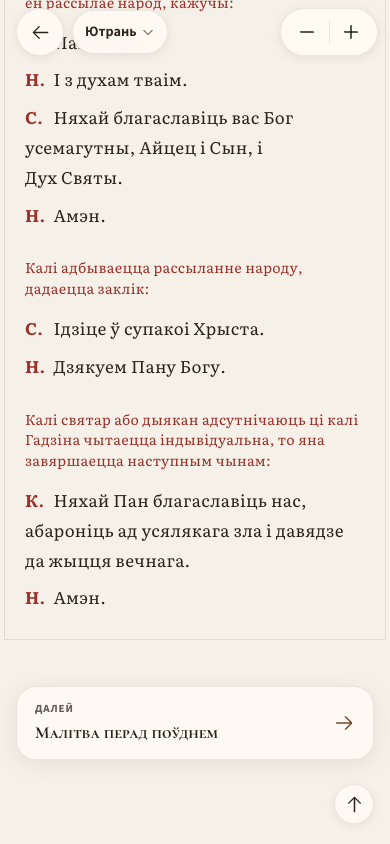 ен рассылае народ, кажучы:
Ютрань
Н. І з духам тваім.
С. Няхай благаславіць вас Бог
усемагутны, Айцец і Сын, і
Дух Святы.
Н. Амэн.
Калі адбываецца рассыланне народу,
дадаецца заклік:
С. Ідзіце ў супакоі Хрыста.
Н. Дзякуем Пану Богу.
Калі святар або дыякан адсутнічаюць ці калі
Гадзіна чытаецца індывідуальна, то яна
завяршаецца наступным чынам:
К. Няхай Пан благаславіць нас,
абароніць ад усялякага зла і давядзе
да жыцця вечнага.
Н. Амэн.
ДАЛЕЙ
Малітва перад поўднем